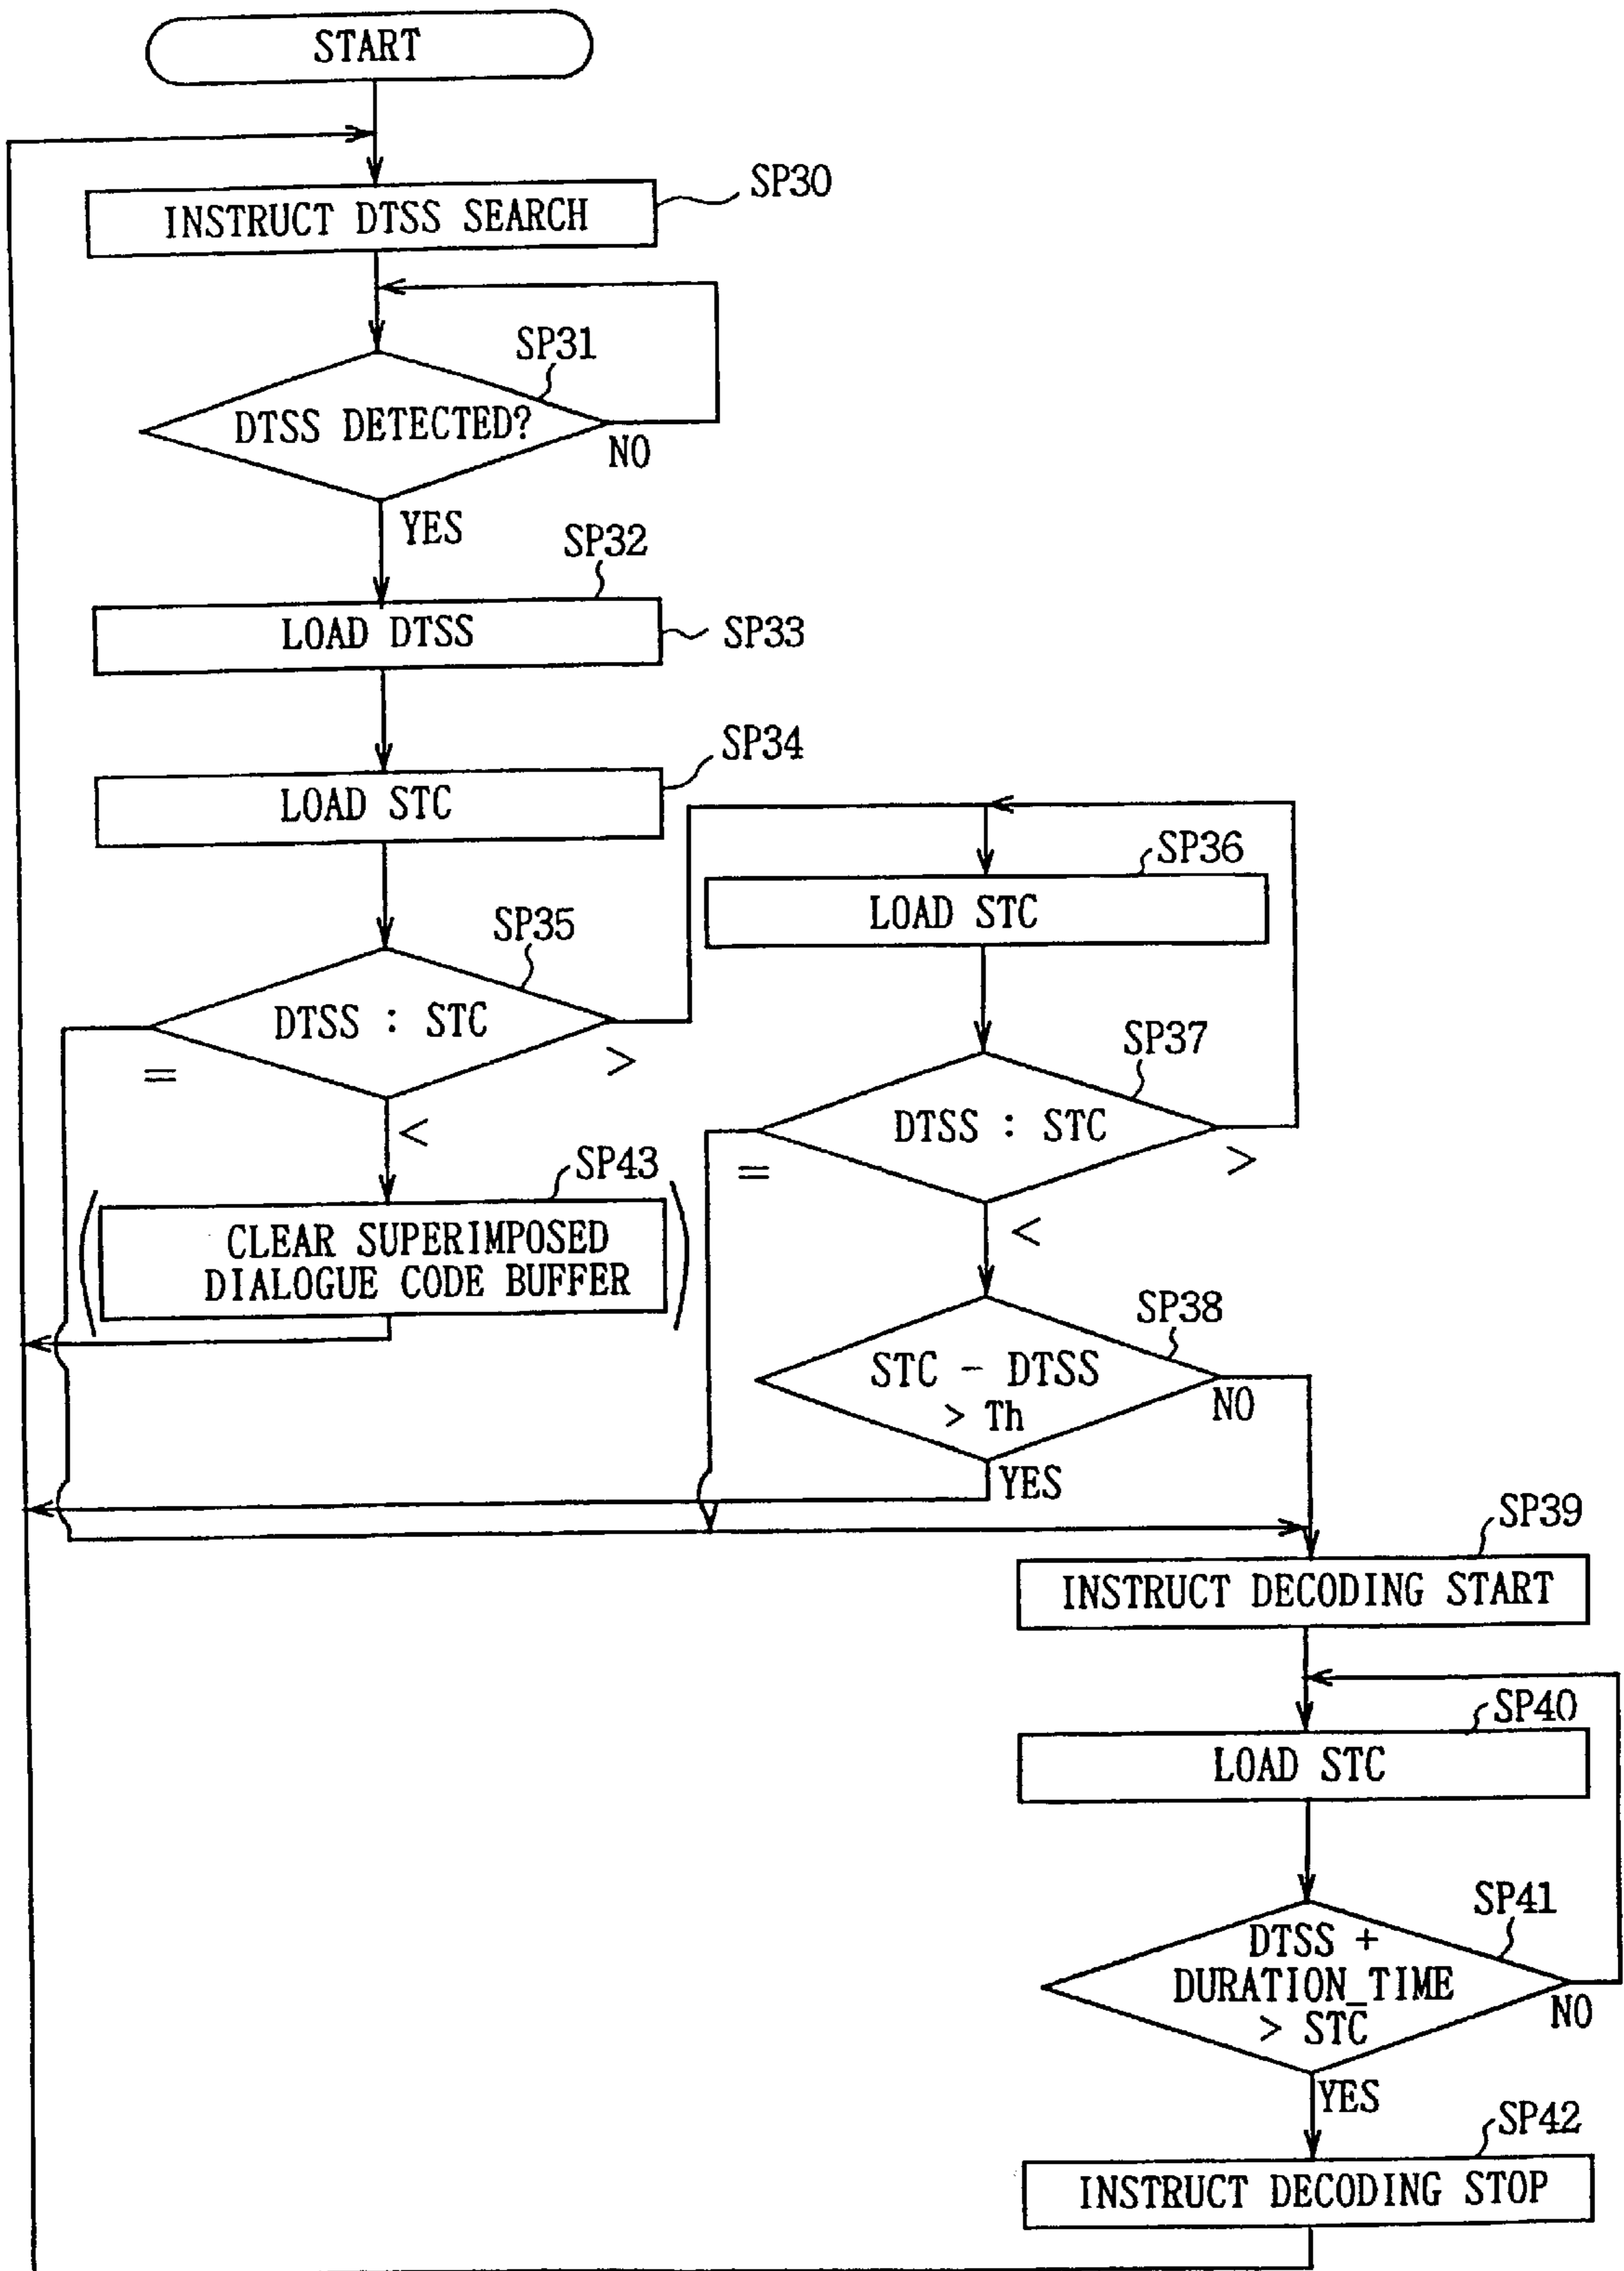 START
SP30
INSTRUCT DTSS SEARCH
SP31
DTSS DETECTED?
NO
YES
SP32
LOAD DTSS
SP33
SP34
LOAD STC
SP36
LOAD STC
SP35
DTSS : STC
=
>
<
SP37
DTSS : STC
=
>
<
SP43
CLEAR SUPERIMPOSED
DIALOGUE CODE BUFFER
SP38
STC - DTSS
> Th
NO
YES
SP39
INSTRUCT DECODING START
SP40
LOAD STC
SP41
DTSS +
DURATION_TIME
> STC
NO
YES
SP42
INSTRUCT DECODING STOP